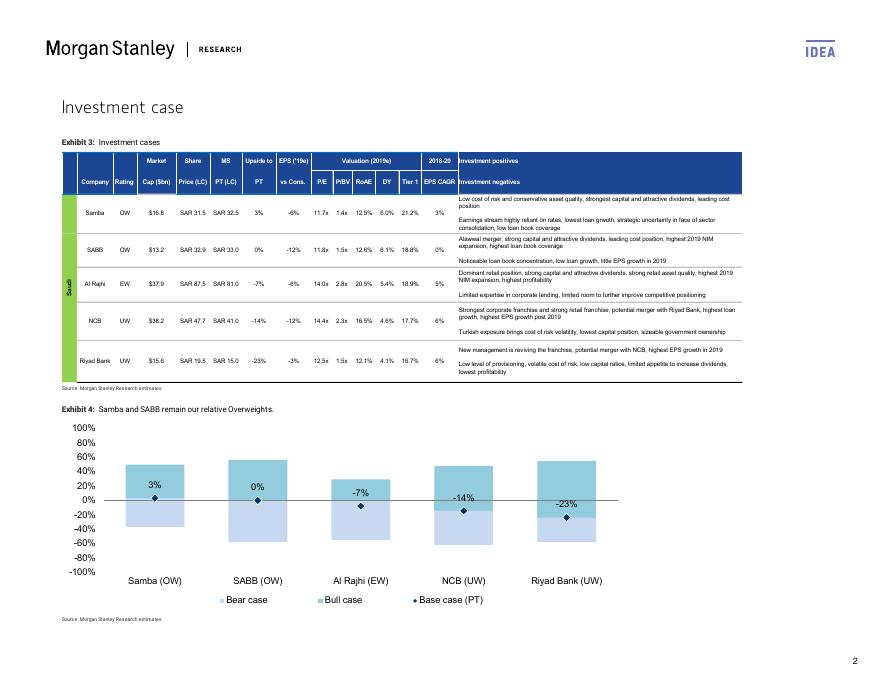 Morgan Stanley | RESEARCH
IDEA
Investment case
Exhibit 3: Investment cases
Market Share MS Upside to EPS ('19e) Valuation (2019e) 2018-20 Investment positives
Company Rating Cap ($bn) Price (LC) PT (LC) PT vs Cons. P/E P/BV RoAE DY Tier 1 EPS CAGR Investment negatives
Saudi
Low cost of risk and conservative asset quality, strongest capital and attractive dividends, leading cost
position
Samba OW $16.8 SAR 31.5 SAR 32.5 3% -6% 11.7x 1.4x 12.5% 6.0% 21.2% 3%
Earnings stream highly reliant on rates, lowest loan grwoth, strategic uncertainty in face of sector
consolidation, low loan book coverage
Alawwal merger, strong capital and attractive dividends, leading cost position, highest 2019 NIM
expansion, highest loan book coverage
SABB OW $13.2 SAR 32.9 SAR 33.0 0% -12% 11.8x 1.5x 12.6% 6.1% 18.8% 0%
Noticeable loan book concentration, low loan growth, little EPS growth in 2019
Dominant retail position, strong capital and attractive dividends, strong retail asset quality, highest 2019
NIM expansion, highest profitability
Al Rajhi EW $37.9 SAR 87.5 SAR 81.0 -7% -6% 14.0x 2.8x 20.5% 5.4% 18.9% 5%
Limited expertise in corporate lending, limited room to further improve competitive positioning
Strongest corporate franchise and strong retail franchise, potential merger with Riyad Bank, highest loan
growth, highest EPS growth post 2019
NCB UW $38.2 SAR 47.7 SAR 41.0 -14% -12% 14.4x 2.3x 16.5% 4.6% 17.7% 6%
Turkish exposure brings cost of risk volatility, lowest capital position, sizeable government ownership
New management is reviving the franchise, potential merger with NCB, highest EPS growth in 2019
Riyad Bank UW $15.6 SAR 19.5 SAR 15.0 -23% -3% 12.5x 1.5x 12.1% 4.1% 16.7% 6%
Low level of provisioning, volatile cost of risk, low capital ratios, limited appetite to increase dividends,
lowest profitability
Source: Morgan Stanley Research estimates
Exhibit 4: Samba and SABB remain our relative Overweights.
100%
80%
60%
40%
20%
0%
-20%
-40%
-60%
-80%
-100%
3% 0% -7% -14% -23%
Samba (OW) SABB (OW) Al Rajhi (EW) NCB (UW) Riyad Bank (UW)
Bear case Bull case Base case (PT)
Source: Morgan Stanley Research estimates
2